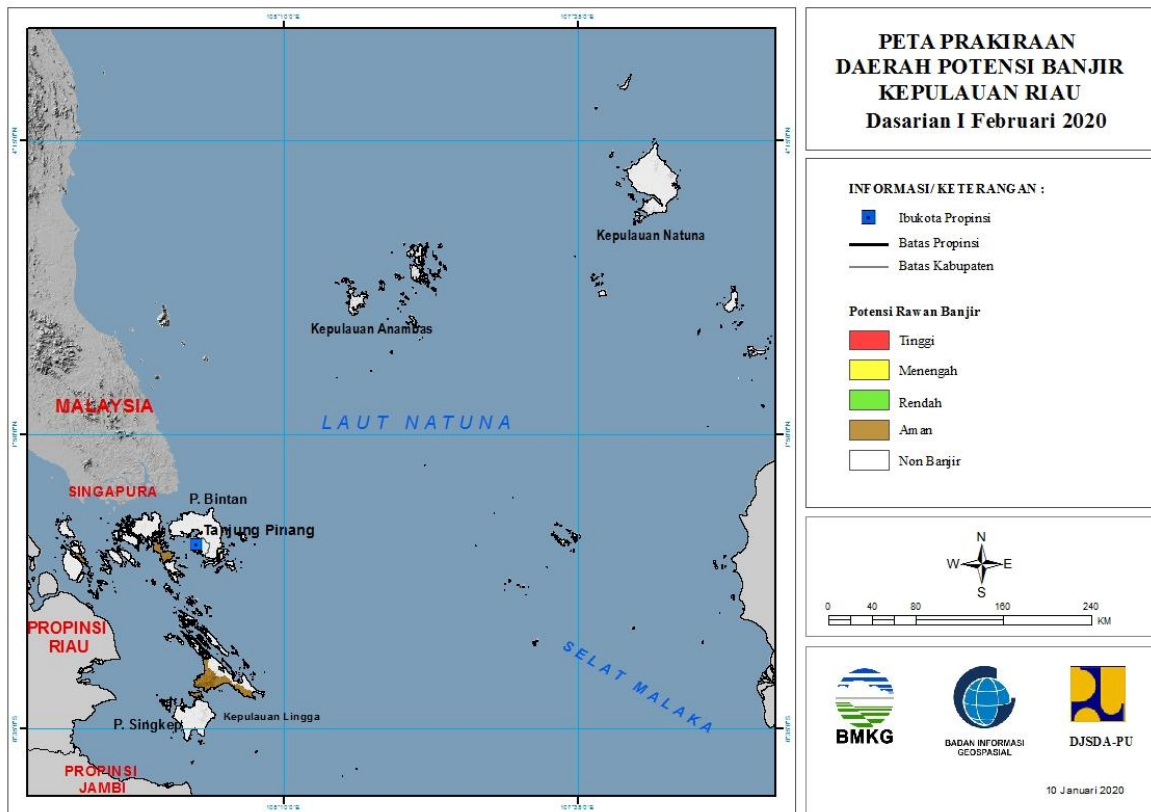 PETA PRAKIRAAN
DAERAH POTENSI BANJIR
KEPULAUAN RIAU
Dasarian I Februari 2020
INFORMASI/KETERANGAN :
Ibukota Propinsi
Batas Propinsi
Batas Kabupaten
Potensi Rawan Banjir
Tinggi
Menengah
Rendah
Aman
Non Banjir
N
W E
S
0 40 80 160 240
KM
BMKG
BADAN INFORMASI
GEOSPASIAL
DJSDA-PU
10 Januari 2020
Kepulauan Natuna
Kepulauan Anambas
MALAYSIA
LAUT NATUNA
SINGAPURA
P. Bintan
Tanjung Pinang
PROPINSI
RIAU
SELAT MALAKA
P. Singkep
Kepulauan Lingga
PROPINSI
JAMBI